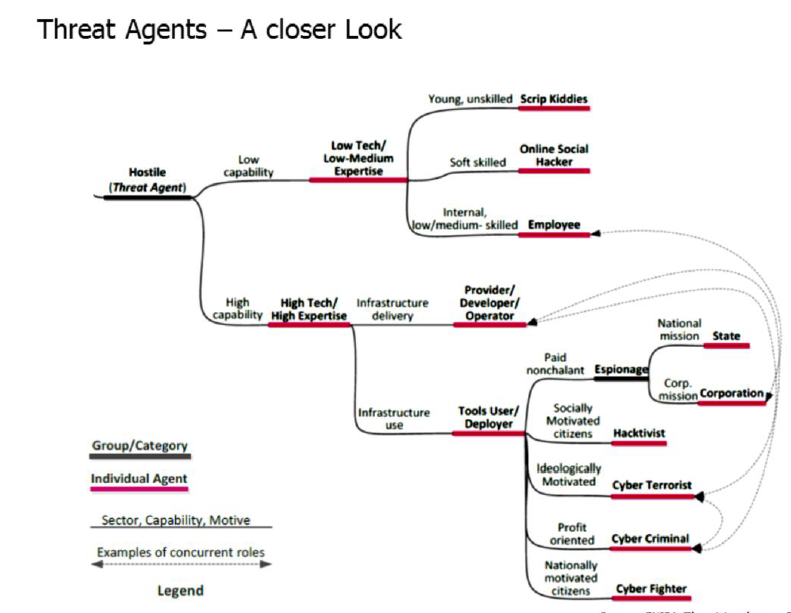 Threat Agents – A closer Look
Young, unskilled Scrip Kiddies
Low Tech/
Low-Medium
Expertise
Online Social
Hacker
Soft skilled
Low
capability
Hostile
(Threat Agent)
Internal,
low/medium- skilled Employee
High
capability
High Tech/
High Expertise
Infrastructure
delivery
Provider/
Developer/
Operator
National
mission
State
Paid
nonchalant
Espionage
Corp.
mission
Corporation
Infrastructure
use
Tools User/
Deployer
Socially
Motivated
citizens
Hacktivist
Ideologically
Motivated
Cyber Terrorist
Profit
oriented
Cyber Criminal
Nationally
motivated
citizens
Cyber Fighter
Group/Category
Individual Agent
Sector, Capability, Motive
Examples of concurrent roles
Legend